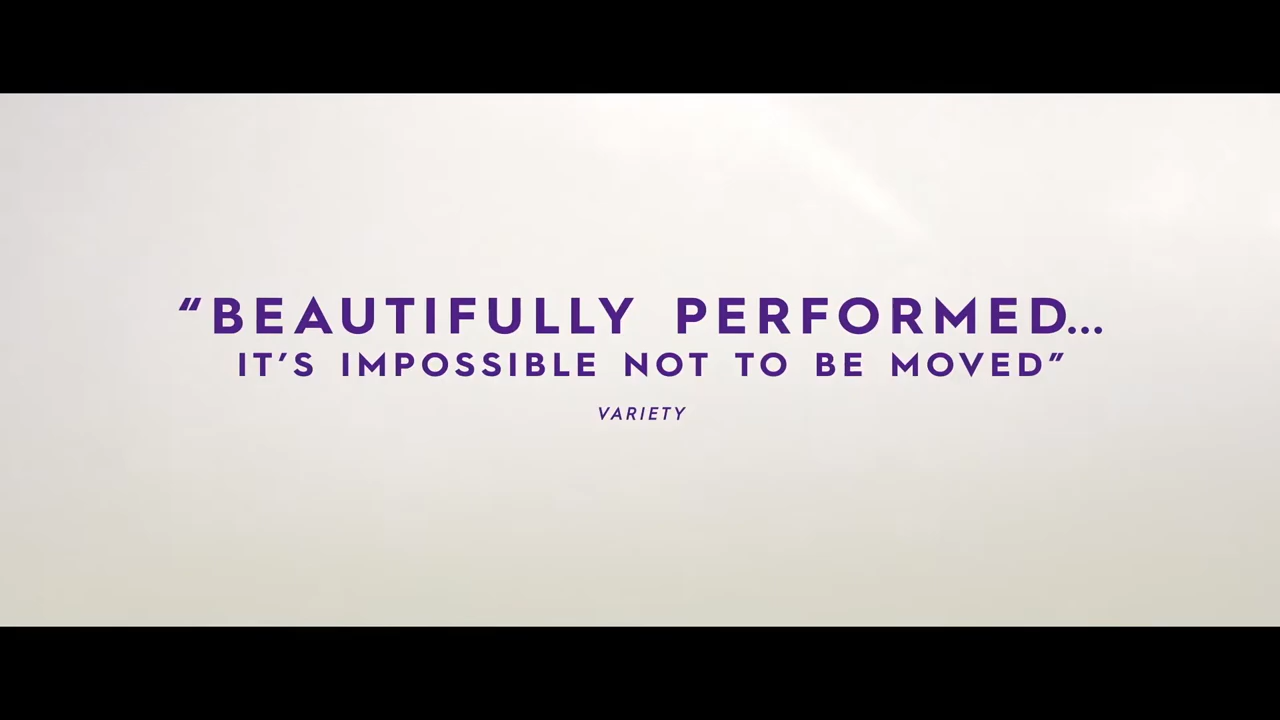 “BEAUTIFULLY PERFORMED...
IT’S IMPOSSIBLE NOT TO BE MOVED”
VARIETY